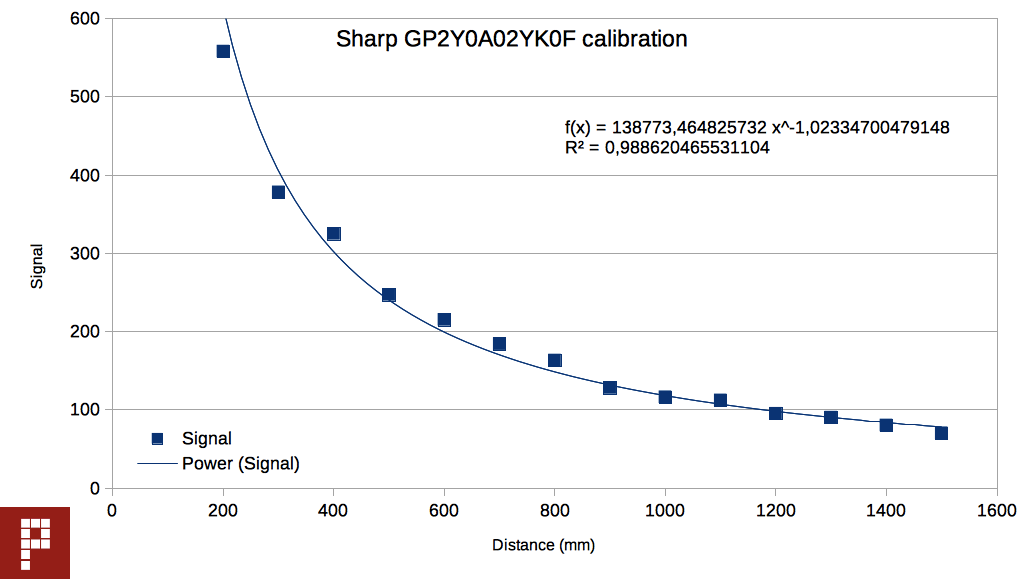 Sharp GP2Y0A02YK0F calibration
600
500
400
300
200
100
0
Signal
f(x) = 138773,464825732 x^-1,02334700479148
R² = 0,988620465531104
Signal
Power (Signal)
0 200 400 600 800 1000 1200 1400 1600
Distance (mm)
P